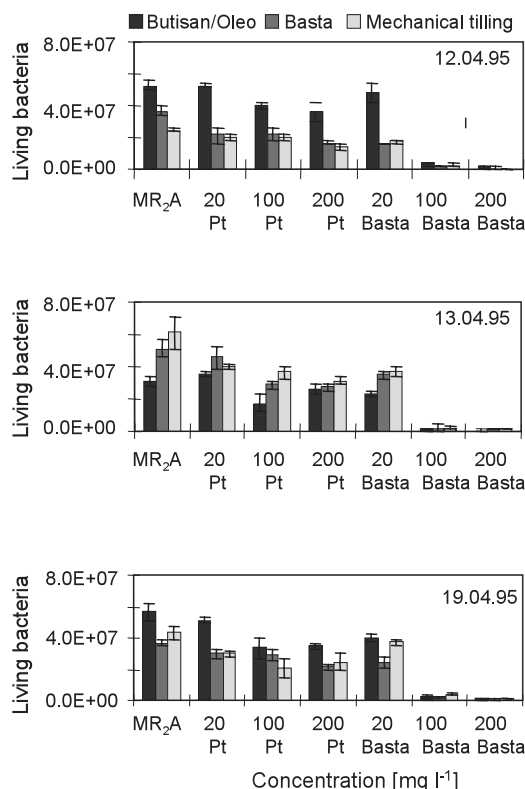 Butisan/Oleo Basta Mechanical tilling
12.04.95
Living bacteria
8.0E+07
4.0E+07
0.0E+00
MR₂A 20 100 200 20 100 200
Pt Pt Pt Basta Basta Basta
13.04.95
Living bacteria
8.0E+07
4.0E+07
0.0E+00
MR₂A 20 100 200 20 100 200
Pt Pt Pt Basta Basta Basta
19.04.95
Living bacteria
8.0E+07
4.0E+07
0.0E+00
MR₂A 20 100 200 20 100 200
Pt Pt Pt Basta Basta Basta
Concentration [mg l⁻¹]